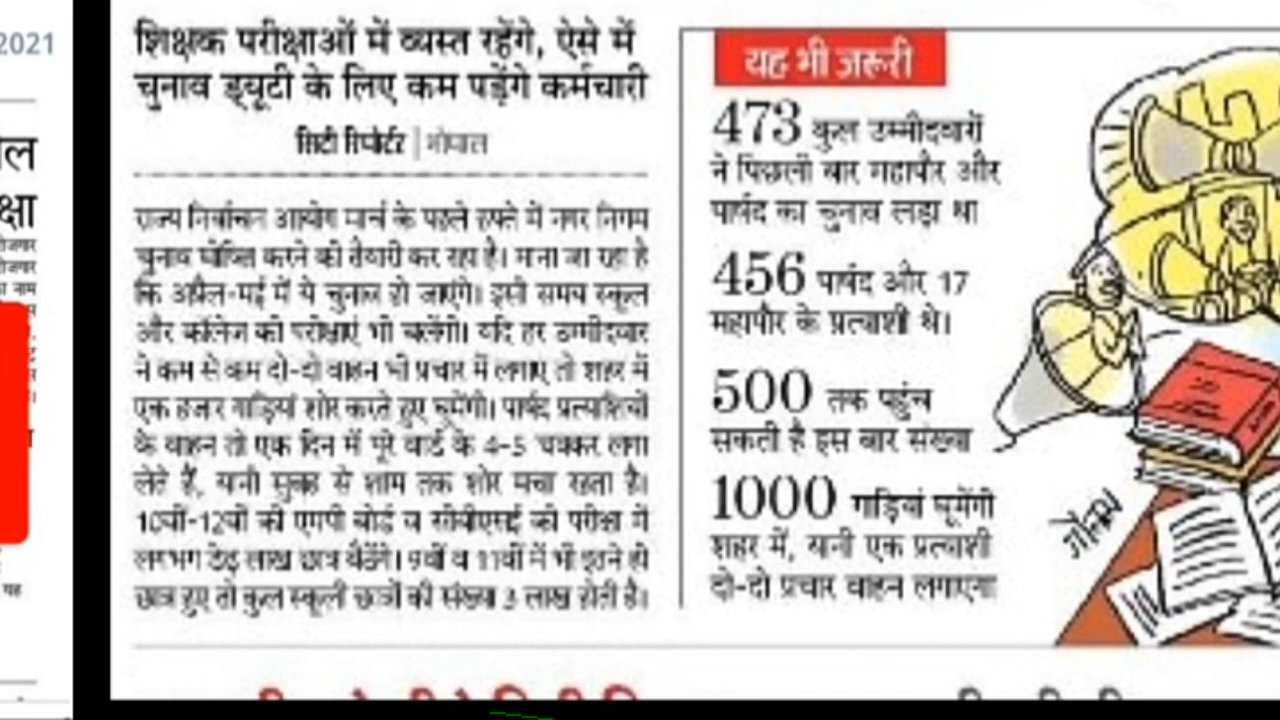 2021
शिक्षक परीक्षाओं में व्यस्त रहेंगे, ऐसे में
चुनाव ड्यूटी के लिए कम पड़ेंगे कर्मचारी
सिटी रिपोर्टर | भोपाल
राज्य निर्वाचन आयोग मार्च के पहले हफ्ते में नगर निगम
चुनाव घोषित करने की तैयारी कर रहा है। माना जा रहा है
कि अप्रैल-मई में ये चुनाव हो जाएंगे। इसी समय स्कूल
और कॉलेज की परीक्षाएं भी चलेंगी। यदि हर उम्मीदवार
ने कम से कम दो-दो वाहन भी प्रचार में लगाए तो शहर में
एक हजार गाड़ियां शोर करते हुए घूमेंगी। पार्षद प्रत्याशियों
के वाहन तो एक दिन में पूरे वार्ड के 4-5 चक्कर लगा
लेते हैं, यानी सुबह से शाम तक शोर मचा रहता है।
10वीं-12वीं की एमपी बोर्ड व सीबीएसई की परीक्षा में
लगभग डेढ़ लाख छात्र बैठेंगे। 9वीं व 11वीं में भी इतने ही
छात्र हुए तो कुल स्कूली छात्रों की संख्या 3 लाख होती है।
यह भी जरूरी
473 कुल उम्मीदवारों
ने पिछली बार महापौर और
पार्षद का चुनाव लड़ा था
456 पार्षद और 17
महापौर के प्रत्याशी थे।
500 तक पहुंच
सकती है इस बार संख्या
1000 गाड़ियां घूमेंगी
शहर में, यानी एक प्रत्याशी
दो-दो प्रचार वाहन लगाएगा
गौतम